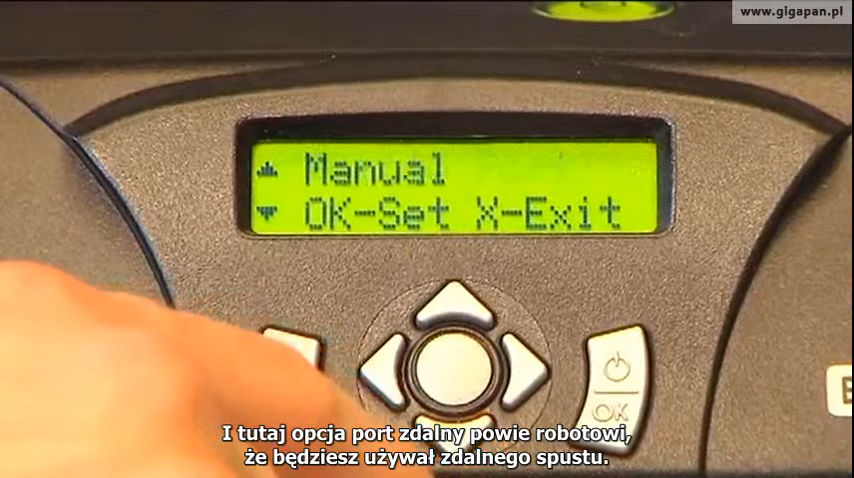 www.gigapan.pl
Manual
OK-Set X-Exit
OK
I tutaj opcja port zdalny powie robotowi,
że będziesz używał zdalnego spustu.